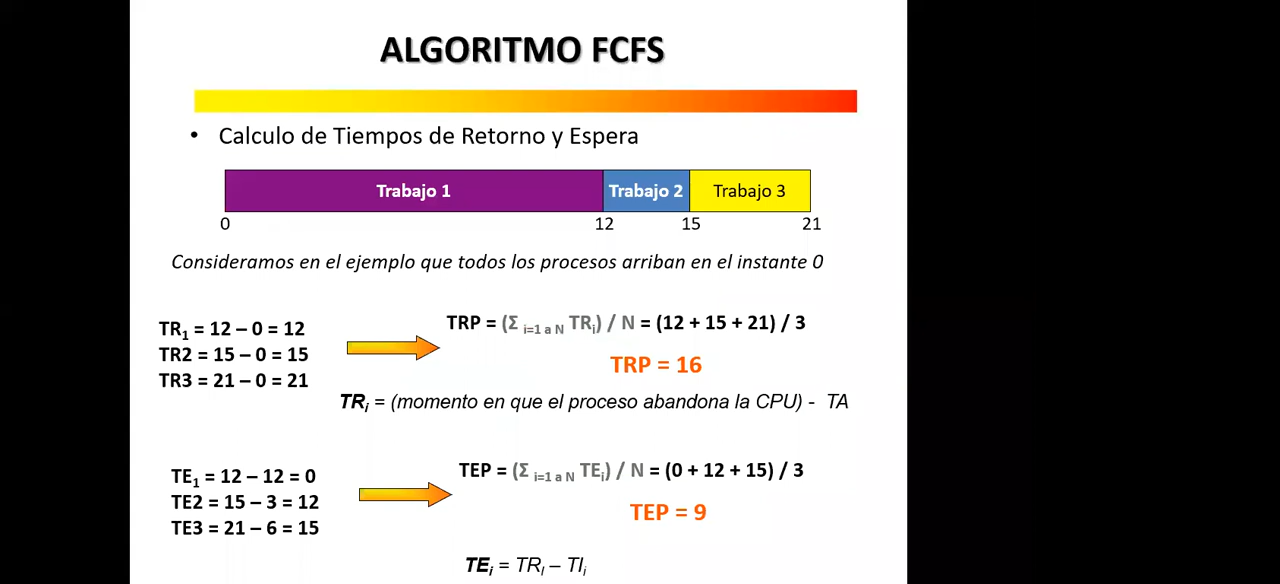 ALGORITMO FCFS
• Calculo de Tiempos de Retorno y Espera
Trabajo 1 Trabajo 2 Trabajo 3
0 12 15 21
Consideramos en el ejemplo que todos los procesos arriban en el instante 0
TR1 = 12 – 0 = 12
TR2 = 15 – 0 = 15
TR3 = 21 – 0 = 21
TRP = (Σ i=1 a N TRi) / N = (12 + 15 + 21) / 3
TRP = 16
TRi = (momento en que el proceso abandona la CPU) - TA
TE1 = 12 – 12 = 0
TE2 = 15 – 3 = 12
TE3 = 21 – 6 = 15
TEP = (Σ i=1 a N TEi) / N = (0 + 12 + 15) / 3
TEP = 9
TEi = TRi – TIi